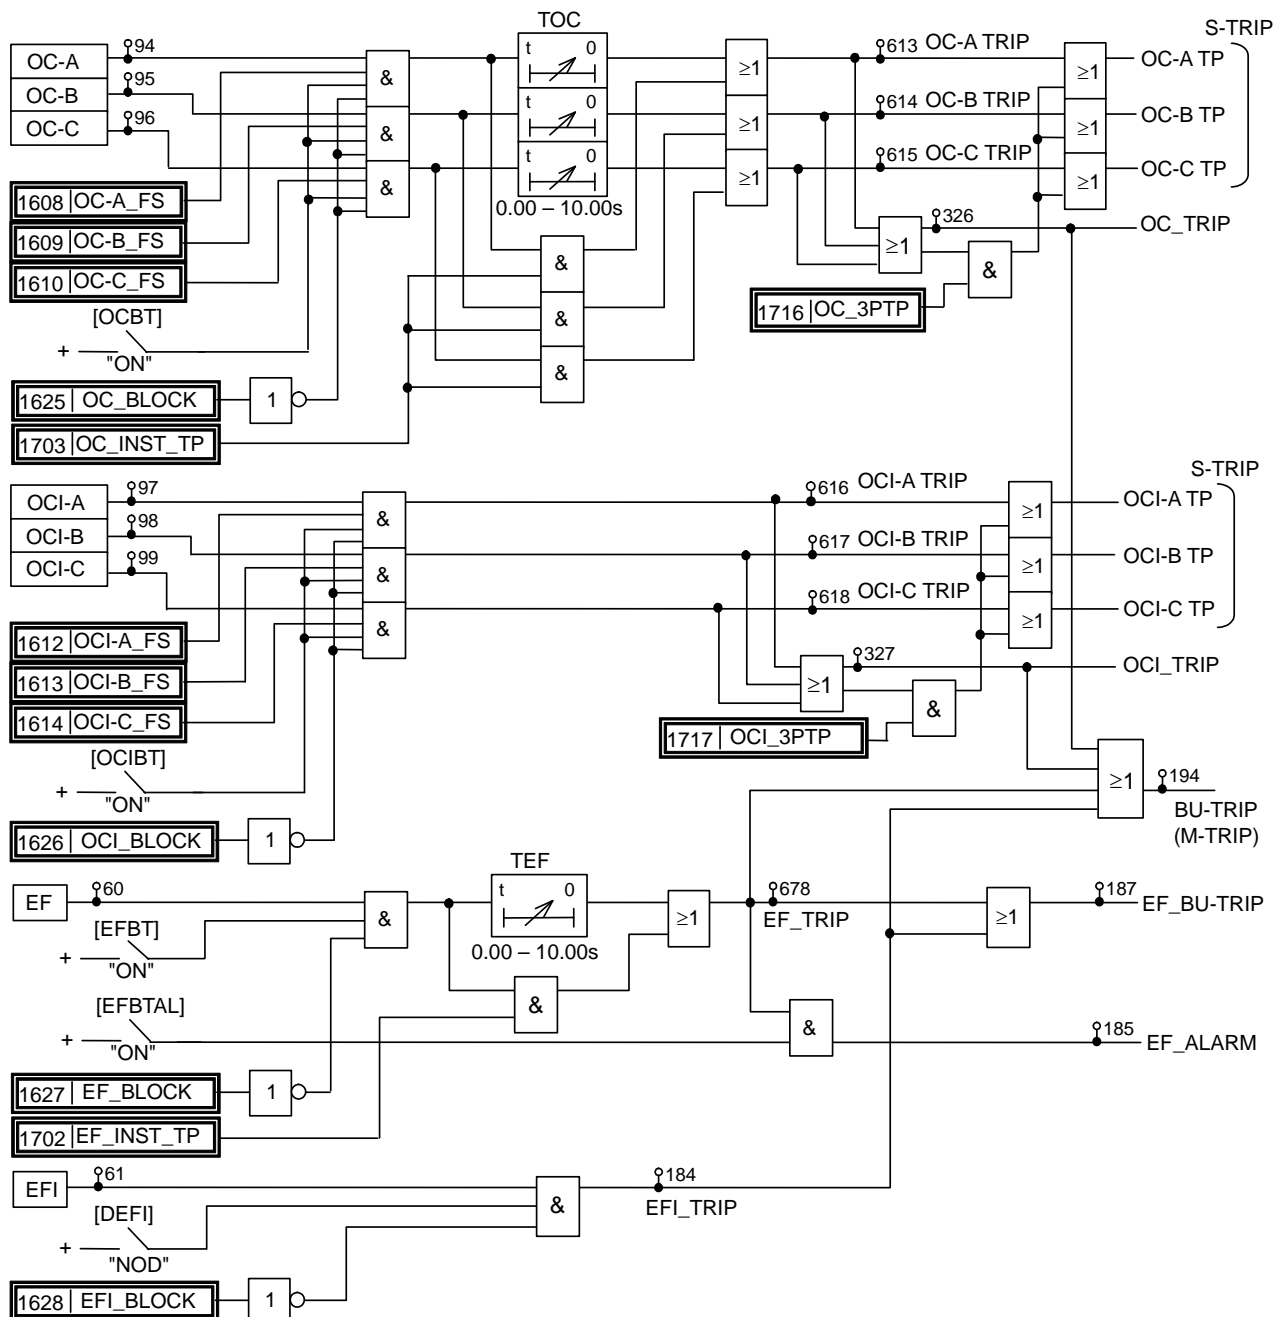 TOC
S-TRIP
OC-A
94
&
t 0
≥1
613 OC-A TRIP
≥1
OC-A TP
OC-B
95
&
t 0
≥1
614 OC-B TRIP
≥1
OC-B TP
OC-C
96
&
t 0
≥1
615 OC-C TRIP
≥1
OC-C TP
0.00 – 10.00s
1608 OC-A_FS
1609 OC-B_FS
1610 OC-C_FS
≥1
326
OC_TRIP
&
&
&
&
1716 OC_3PTP
[OCBT]
+
"ON"
1625 OC_BLOCK
1
1703 OC_INST_TP
S-TRIP
OCI-A
97
&
616 OCI-A TRIP
≥1
OCI-A TP
OCI-B
98
&
617 OCI-B TRIP
≥1
OCI-B TP
OCI-C
99
&
618 OCI-C TRIP
≥1
OCI-C TP
1612 OCI-A_FS
1613 OCI-B_FS
1614 OCI-C_FS
≥1
327
OCI_TRIP
&
1717 OCI_3PTP
[OCIBT]
+
"ON"
≥1
194
BU-TRIP
(M-TRIP)
1626 OCI_BLOCK
1
TEF
EF
60
&
t 0
≥1
678
EF_TRIP
≥1
187
EF_BU-TRIP
[EFBT]
+
"ON"
0.00 – 10.00s
&
[EFBTAL]
+
"ON"
&
185
EF_ALARM
1627 EF_BLOCK
1
1702 EF_INST_TP
EFI
61
&
184
EFI_TRIP
[DEFI]
+
"NOD"
1628 EFI_BLOCK
1